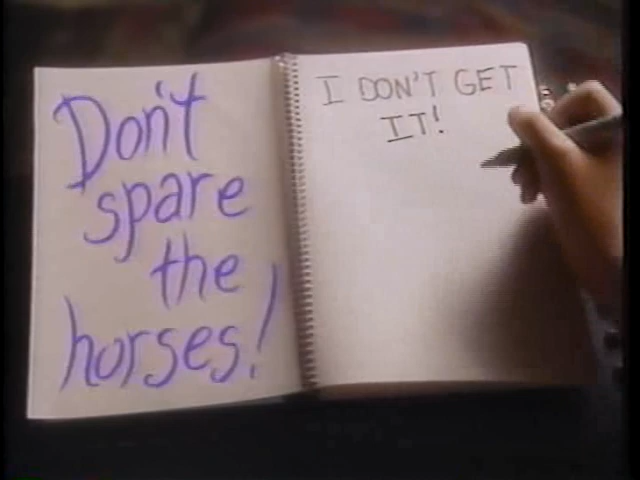 Don't
spare
the
horses!
I DON'T GET
IT!